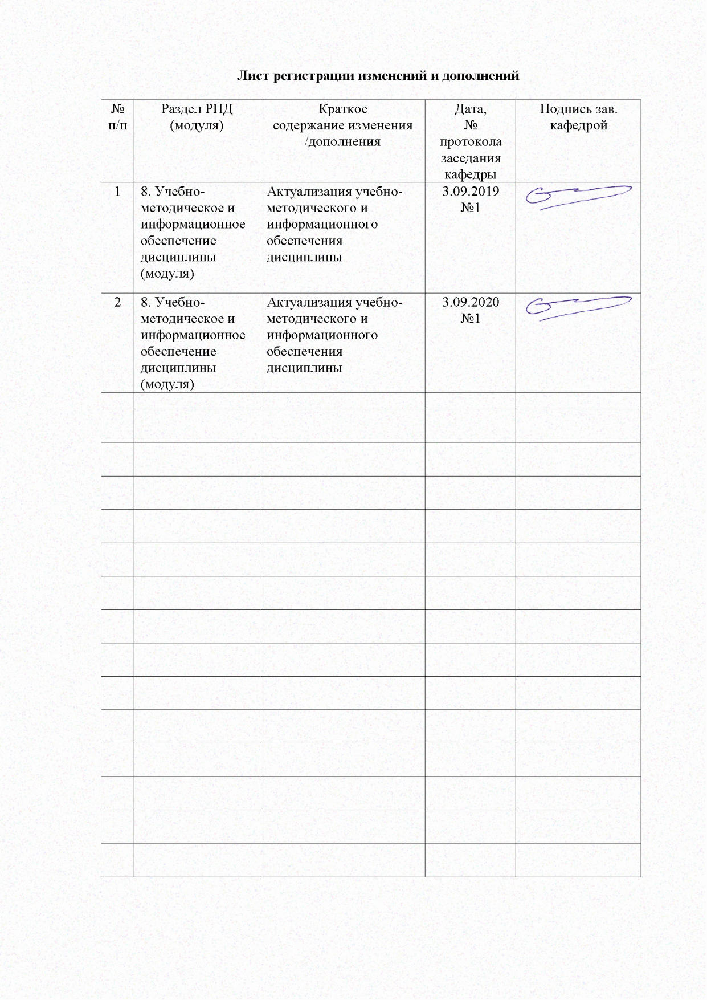 Лист регистрации изменений и дополнений
№
п/п
Раздел РПД
(модуля)
Краткое
содержание изменения
/дополнения
Дата,
№
протокола
заседания
кафедры
Подпись зав.
кафедрой
1
8. Учебно-
методическое и
информационное
обеспечение
дисциплины
(модуля)
Актуализация учебно-
методического и
информационного
обеспечения
дисциплины
3.09.2019
№1
2
8. Учебно-
методическое и
информационное
обеспечение
дисциплины
(модуля)
Актуализация учебно-
методического и
информационного
обеспечения
дисциплины
3.09.2020
№1